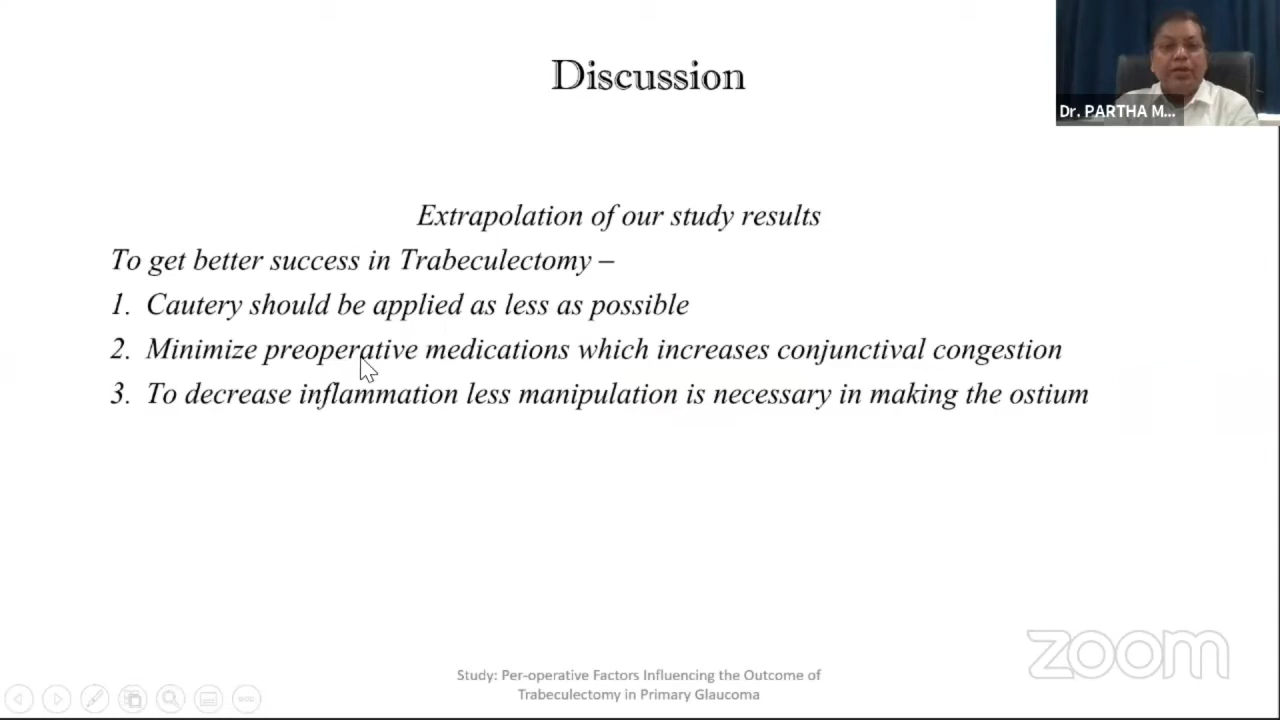 Discussion
Dr. PARTHA M...
Extrapolation of our study results
To get better success in Trabeculectomy –
1. Cautery should be applied as less as possible
2. Minimize preoperative medications which increases conjunctival congestion
3. To decrease inflammation less manipulation is necessary in making the ostium
zoom
Study: Per-operative Factors Influencing the Outcome of
Trabeculectomy in Primary Glaucoma